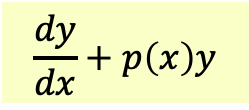 dy/dx + p(x)y